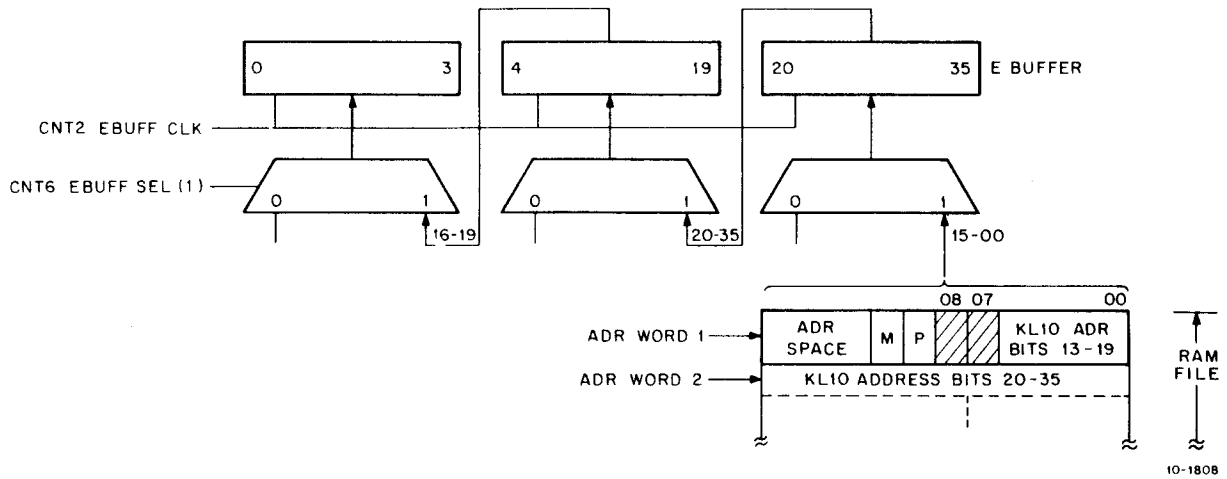 0 3 4 19 20 35 E BUFFER
CNT2 EBUFF CLK
CNT6 EBUFF SEL (1)
0 1 0 1 0 1
16-19 20-35 15-00
08 07 00
ADR WORD 1
ADR
SPACE
M
P
KL10 ADR
BITS 13-19
ADR WORD 2
KL10 ADDRESS BITS 20-35
RAM
FILE
10-1808